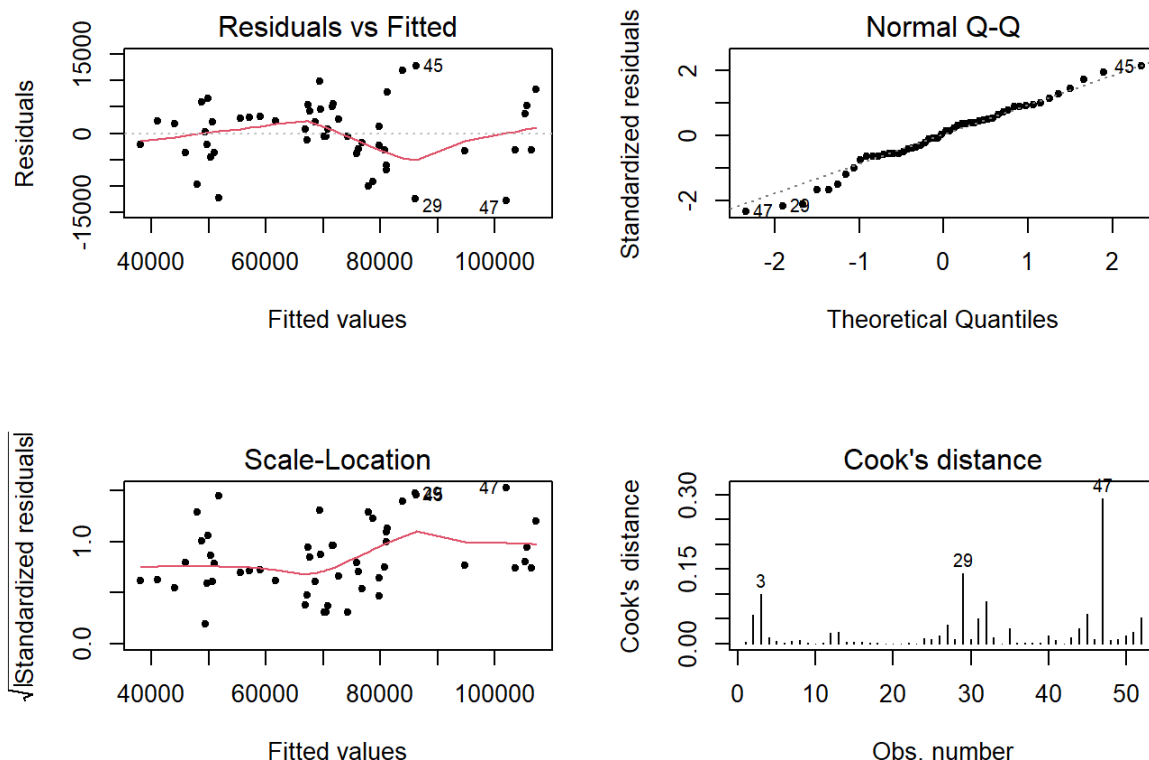 Residuals vs Fitted
Residuals
15000
0
-15000
45
29
47
40000 60000 80000 100000
Fitted values
Normal Q-Q
Standardized residuals
2
0
-2
45
47
29
-2 -1 0 1 2
Theoretical Quantiles
Scale-Location
√|Standardized residuals|
1.0
0.0
29
45
47
40000 60000 80000 100000
Fitted values
Cook's distance
Cook's distance
0.30
0.15
0.00
3
29
47
0 10 20 30 40 50
Obs. number